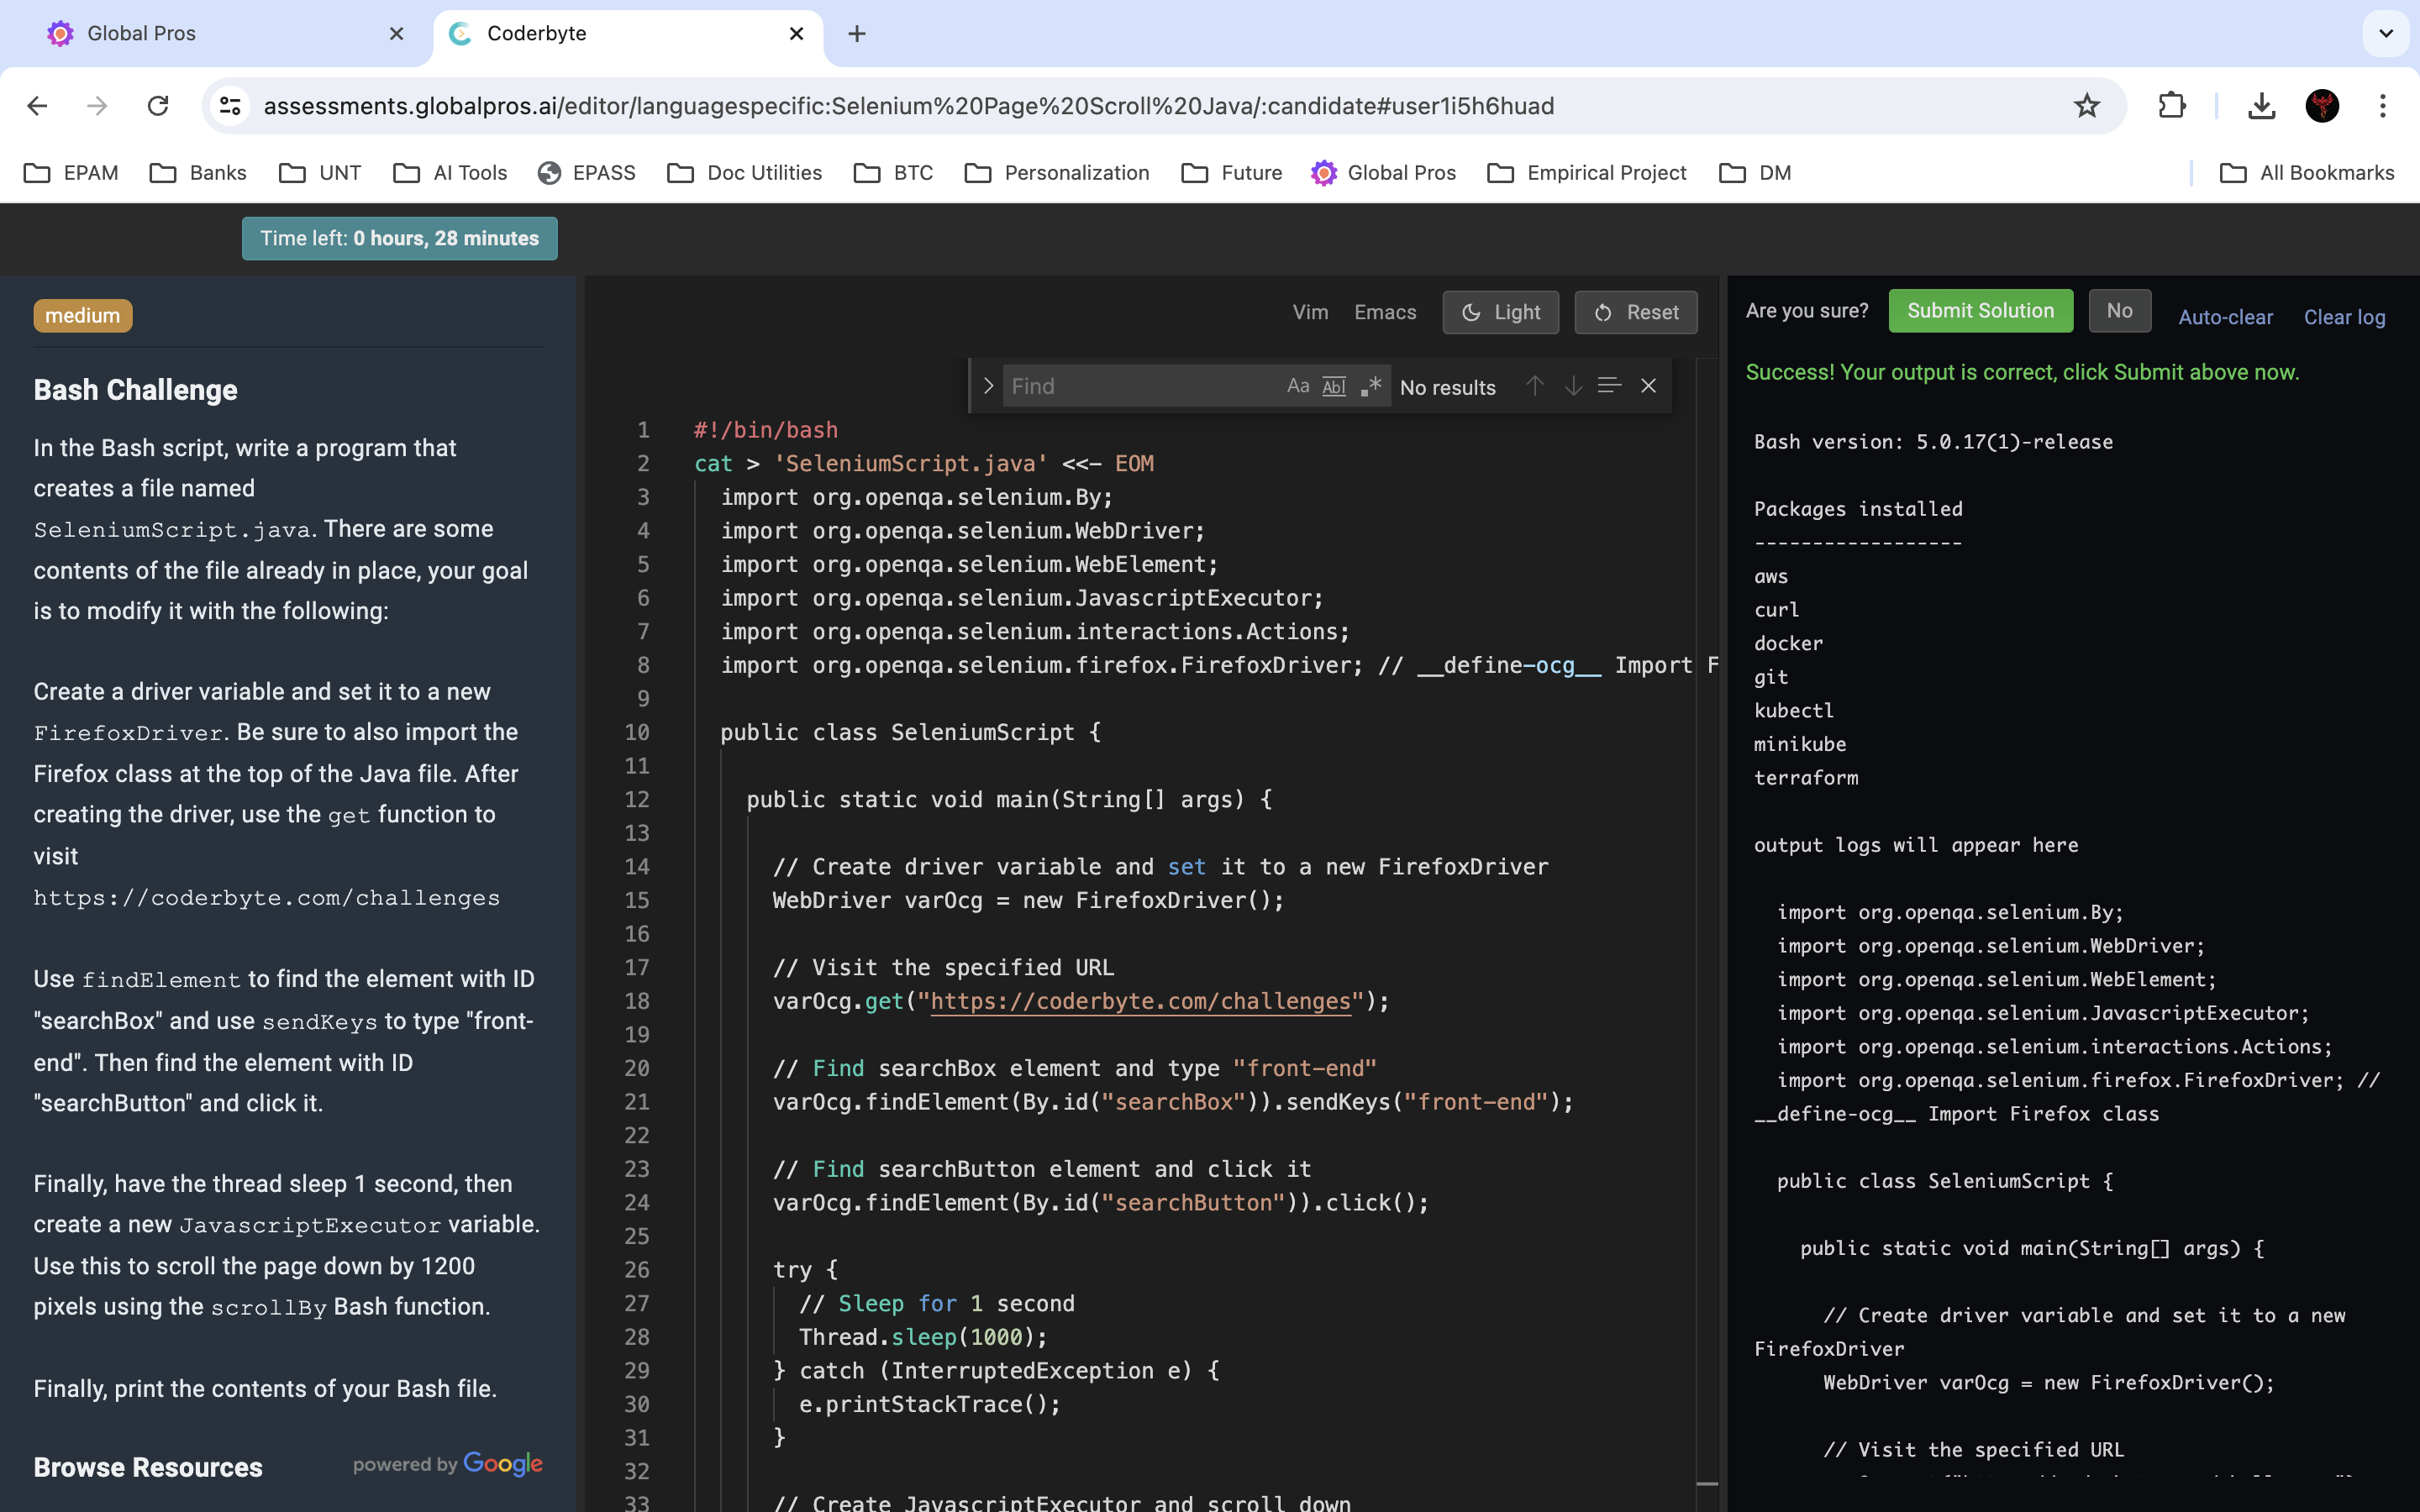 Global Pros
Coderbyte
assessments.globalpros.ai/editor/languagespecific:Selenium%20Page%20Scroll%20Java/:candidate#user1i5h6huad
EPAM
Banks
UNT
AI Tools
EPASS
Doc Utilities
BTC
Personalization
Future
Global Pros
Empirical Project
DM
All Bookmarks
Time left: 0 hours, 28 minutes
medium
Bash Challenge
In the Bash script, write a program that
creates a file named
SeleniumScript.java. There are some
contents of the file already in place, your goal
is to modify it with the following:
Create a driver variable and set it to a new
FirefoxDriver. Be sure to also import the
Firefox class at the top of the Java file. After
creating the driver, use the get function to
visit
https://coderbyte.com/challenges
Use findElement to find the element with ID
"searchBox" and use sendKeys to type "front-
end". Then find the element with ID
"searchButton" and click it.
Finally, have the thread sleep 1 second, then
create a new JavascriptExecutor variable.
Use this to scroll the page down by 1200
pixels using the scrollBy Bash function.
Finally, print the contents of your Bash file.
Browse Resources
powered by Google
Vim
Emacs
Light
Reset
Find
Aa
Abl
.*
No results
1 #!/bin/bash
2 cat > 'SeleniumScript.java' <<- EOM
3 import org.openqa.selenium.By;
4 import org.openqa.selenium.WebDriver;
5 import org.openqa.selenium.WebElement;
6 import org.openqa.selenium.JavascriptExecutor;
7 import org.openqa.selenium.interactions.Actions;
8 import org.openqa.selenium.firefox.FirefoxDriver; // __define-ocg__ Import F
9
10 public class SeleniumScript {
11
12 public static void main(String[] args) {
13
14 // Create driver variable and set it to a new FirefoxDriver
15 WebDriver varOcg = new FirefoxDriver();
16
17 // Visit the specified URL
18 varOcg.get("https://coderbyte.com/challenges");
19
20 // Find searchBox element and type "front-end"
21 varOcg.findElement(By.id("searchBox")).sendKeys("front-end");
22
23 // Find searchButton element and click it
24 varOcg.findElement(By.id("searchButton")).click();
25
26 try {
27 // Sleep for 1 second
28 Thread.sleep(1000);
29 } catch (InterruptedException e) {
30 e.printStackTrace();
31 }
32
33 // Create JavascriptExecutor and scroll down
Are you sure?
Submit Solution
No
Auto-clear
Clear log
Success! Your output is correct, click Submit above now.
Bash version: 5.0.17(1)-release
Packages installed
------------------
aws
curl
docker
git
kubectl
minikube
terraform
output logs will appear here
import org.openqa.selenium.By;
import org.openqa.selenium.WebDriver;
import org.openqa.selenium.WebElement;
import org.openqa.selenium.JavascriptExecutor;
import org.openqa.selenium.interactions.Actions;
import org.openqa.selenium.firefox.FirefoxDriver; //
__define-ocg__ Import Firefox class
public class SeleniumScript {
public static void main(String[] args) {
// Create driver variable and set it to a new
FirefoxDriver
WebDriver varOcg = new FirefoxDriver();
// Visit the specified URL